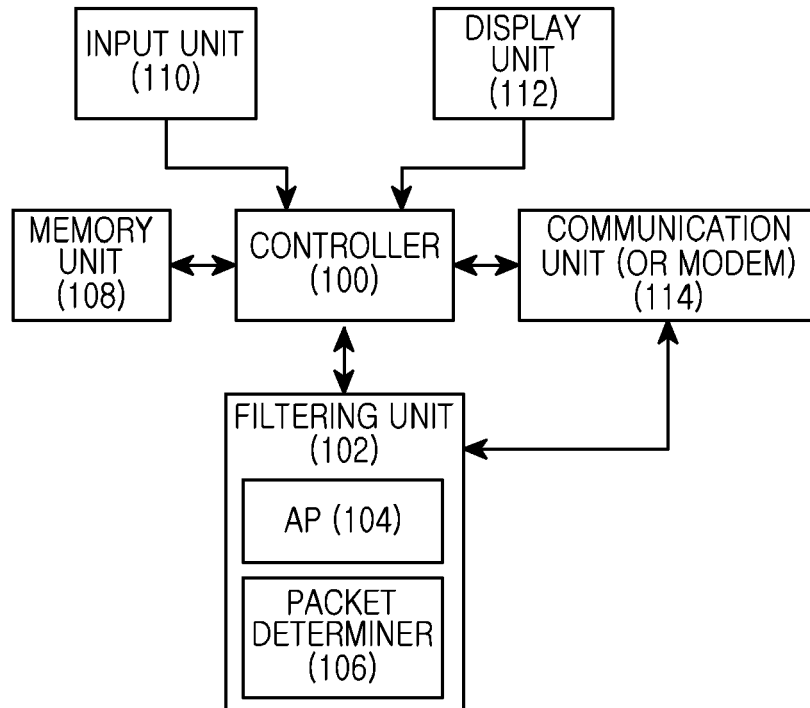 INPUT UNIT
(110)
DISPLAY
UNIT
(112)
MEMORY
UNIT
(108)
CONTROLLER
(100)
COMMUNICATION
UNIT (OR MODEM)
(114)
FILTERING UNIT
(102)
AP (104)
PACKET
DETERMINER
(106)